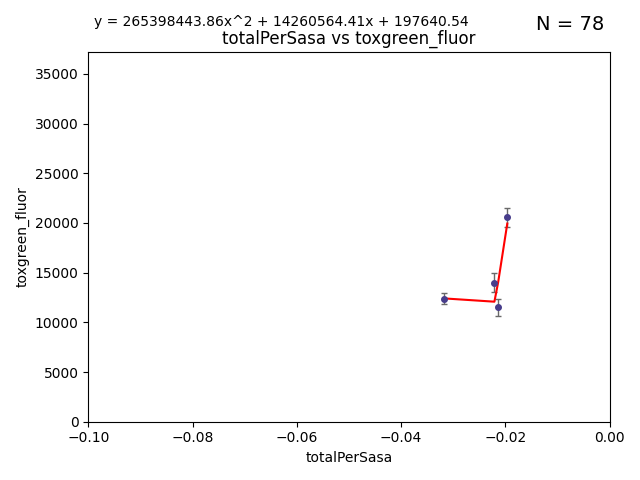 y = 265398443.86x^2 + 14260564.41x + 197640.54
N = 78
totalPerSasa vs toxgreen_fluor
35000
30000
25000
20000
15000
10000
5000
0
toxgreen_fluor
−0.10 −0.08 −0.06 −0.04 −0.02 0.00
totalPerSasa